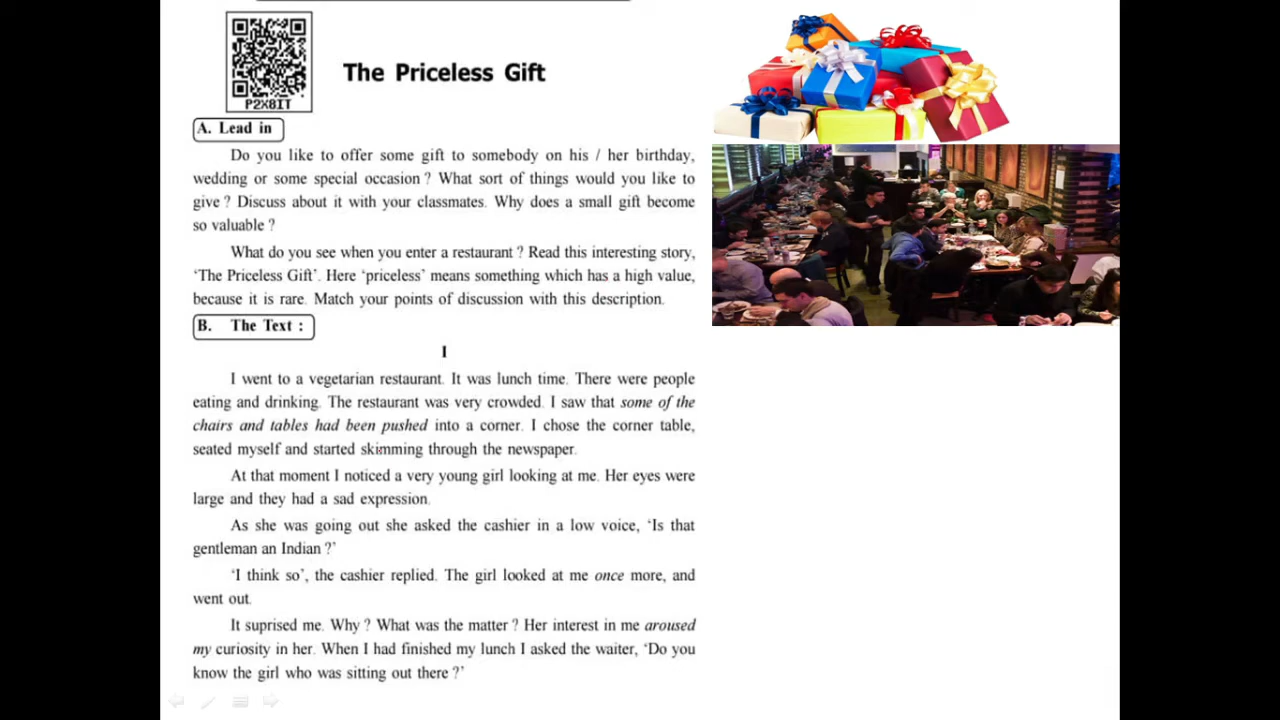 P2X8IT
The Priceless Gift
A. Lead in
Do you like to offer some gift to somebody on his / her birthday,
wedding or some special occasion ? What sort of things would you like to
give ? Discuss about it with your classmates. Why does a small gift become
so valuable ?
What do you see when you enter a restaurant ? Read this interesting story,
‘The Priceless Gift’. Here ‘priceless’ means something which has a high value,
because it is rare. Match your points of discussion with this description.
B. The Text :
I
I went to a vegetarian restaurant. It was lunch time. There were people
eating and drinking. The restaurant was very crowded. I saw that some of the
chairs and tables had been pushed into a corner. I chose the corner table,
seated myself and started skimming through the newspaper.
At that moment I noticed a very young girl looking at me. Her eyes were
large and they had a sad expression.
As she was going out she asked the cashier in a low voice, ‘Is that
gentleman an Indian ?’
‘I think so’, the cashier replied. The girl looked at me once more, and
went out.
It suprised me. Why ? What was the matter ? Her interest in me aroused
my curiosity in her. When I had finished my lunch I asked the waiter, ‘Do you
know the girl who was sitting out there ?’